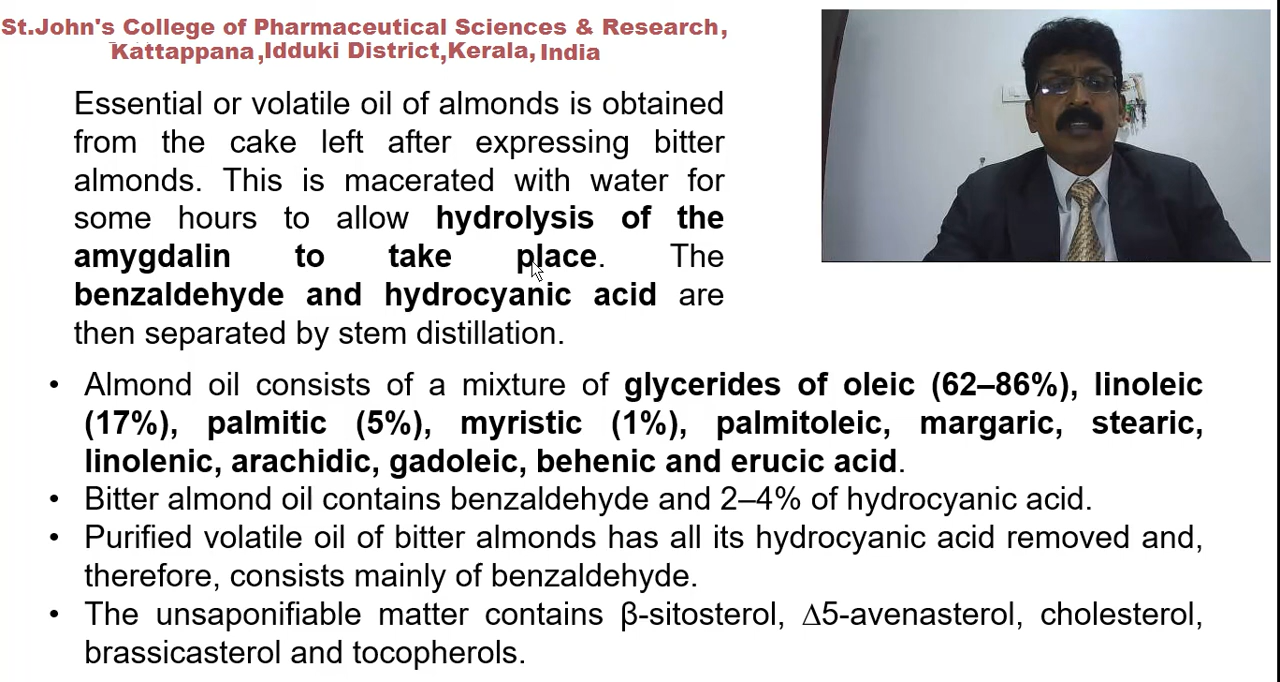 St.John's College of Pharmaceutical Sciences & Research,
Kattappana,Idduki District,Kerala, India
Essential or volatile oil of almonds is obtained
from the cake left after expressing bitter
almonds. This is macerated with water for
some hours to allow hydrolysis of the
amygdalin to take place. The
benzaldehyde and hydrocyanic acid are
then separated by stem distillation.
• Almond oil consists of a mixture of glycerides of oleic (62–86%), linoleic
(17%), palmitic (5%), myristic (1%), palmitoleic, margaric, stearic,
linolenic, arachidic, gadoleic, behenic and erucic acid.
• Bitter almond oil contains benzaldehyde and 2–4% of hydrocyanic acid.
• Purified volatile oil of bitter almonds has all its hydrocyanic acid removed and,
therefore, consists mainly of benzaldehyde.
• The unsaponifiable matter contains β-sitosterol, Δ5-avenasterol, cholesterol,
brassicasterol and tocopherols.